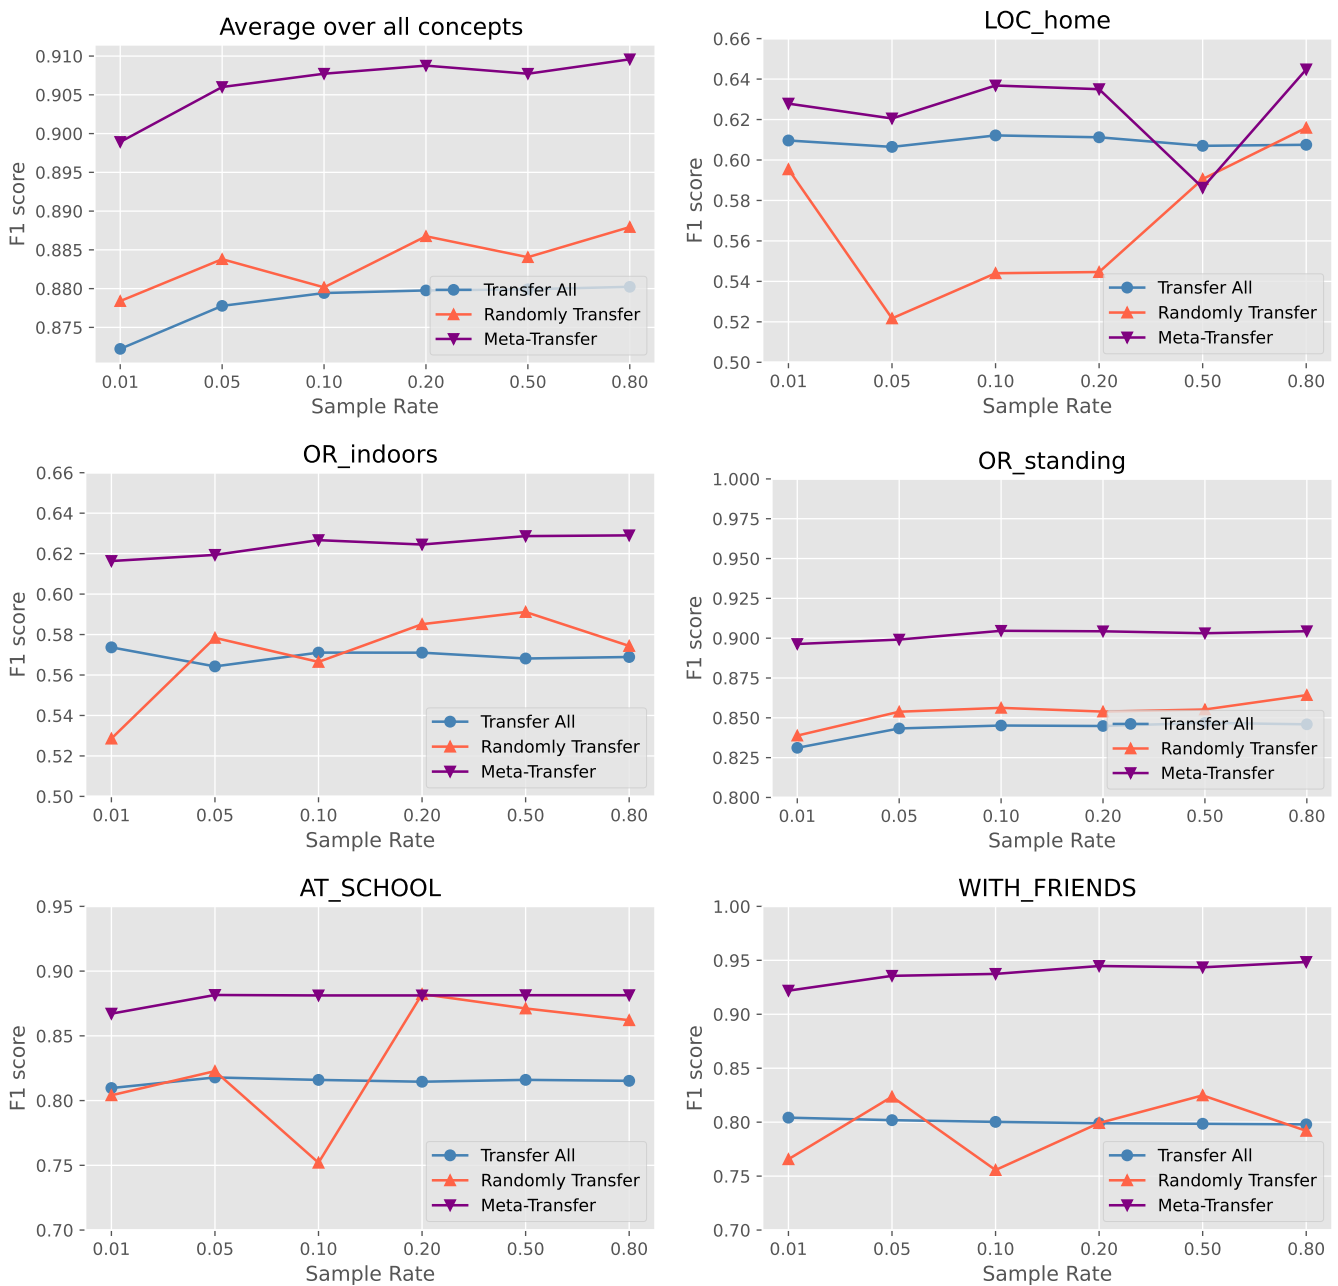 Average over all concepts
0.910
0.905
0.900
0.895
0.890
0.885
0.880
0.875
F1 score
0.01 0.05 0.10 0.20 0.50 0.80
Sample Rate
Transfer All
Randomly Transfer
Meta-Transfer
LOC_home
0.66
0.64
0.62
0.60
0.58
0.56
0.54
0.52
0.50
F1 score
0.01 0.05 0.10 0.20 0.50 0.80
Sample Rate
Transfer All
Randomly Transfer
Meta-Transfer
OR_indoors
0.66
0.64
0.62
0.60
0.58
0.56
0.54
0.52
0.50
F1 score
0.01 0.05 0.10 0.20 0.50 0.80
Sample Rate
Transfer All
Randomly Transfer
Meta-Transfer
OR_standing
1.000
0.975
0.950
0.925
0.900
0.875
0.850
0.825
0.800
F1 score
0.01 0.05 0.10 0.20 0.50 0.80
Sample Rate
Transfer All
Randomly Transfer
Meta-Transfer
AT_SCHOOL
0.95
0.90
0.85
0.80
0.75
0.70
F1 score
0.01 0.05 0.10 0.20 0.50 0.80
Sample Rate
Transfer All
Randomly Transfer
Meta-Transfer
WITH_FRIENDS
1.00
0.95
0.90
0.85
0.80
0.75
0.70
F1 score
0.01 0.05 0.10 0.20 0.50 0.80
Sample Rate
Transfer All
Randomly Transfer
Meta-Transfer